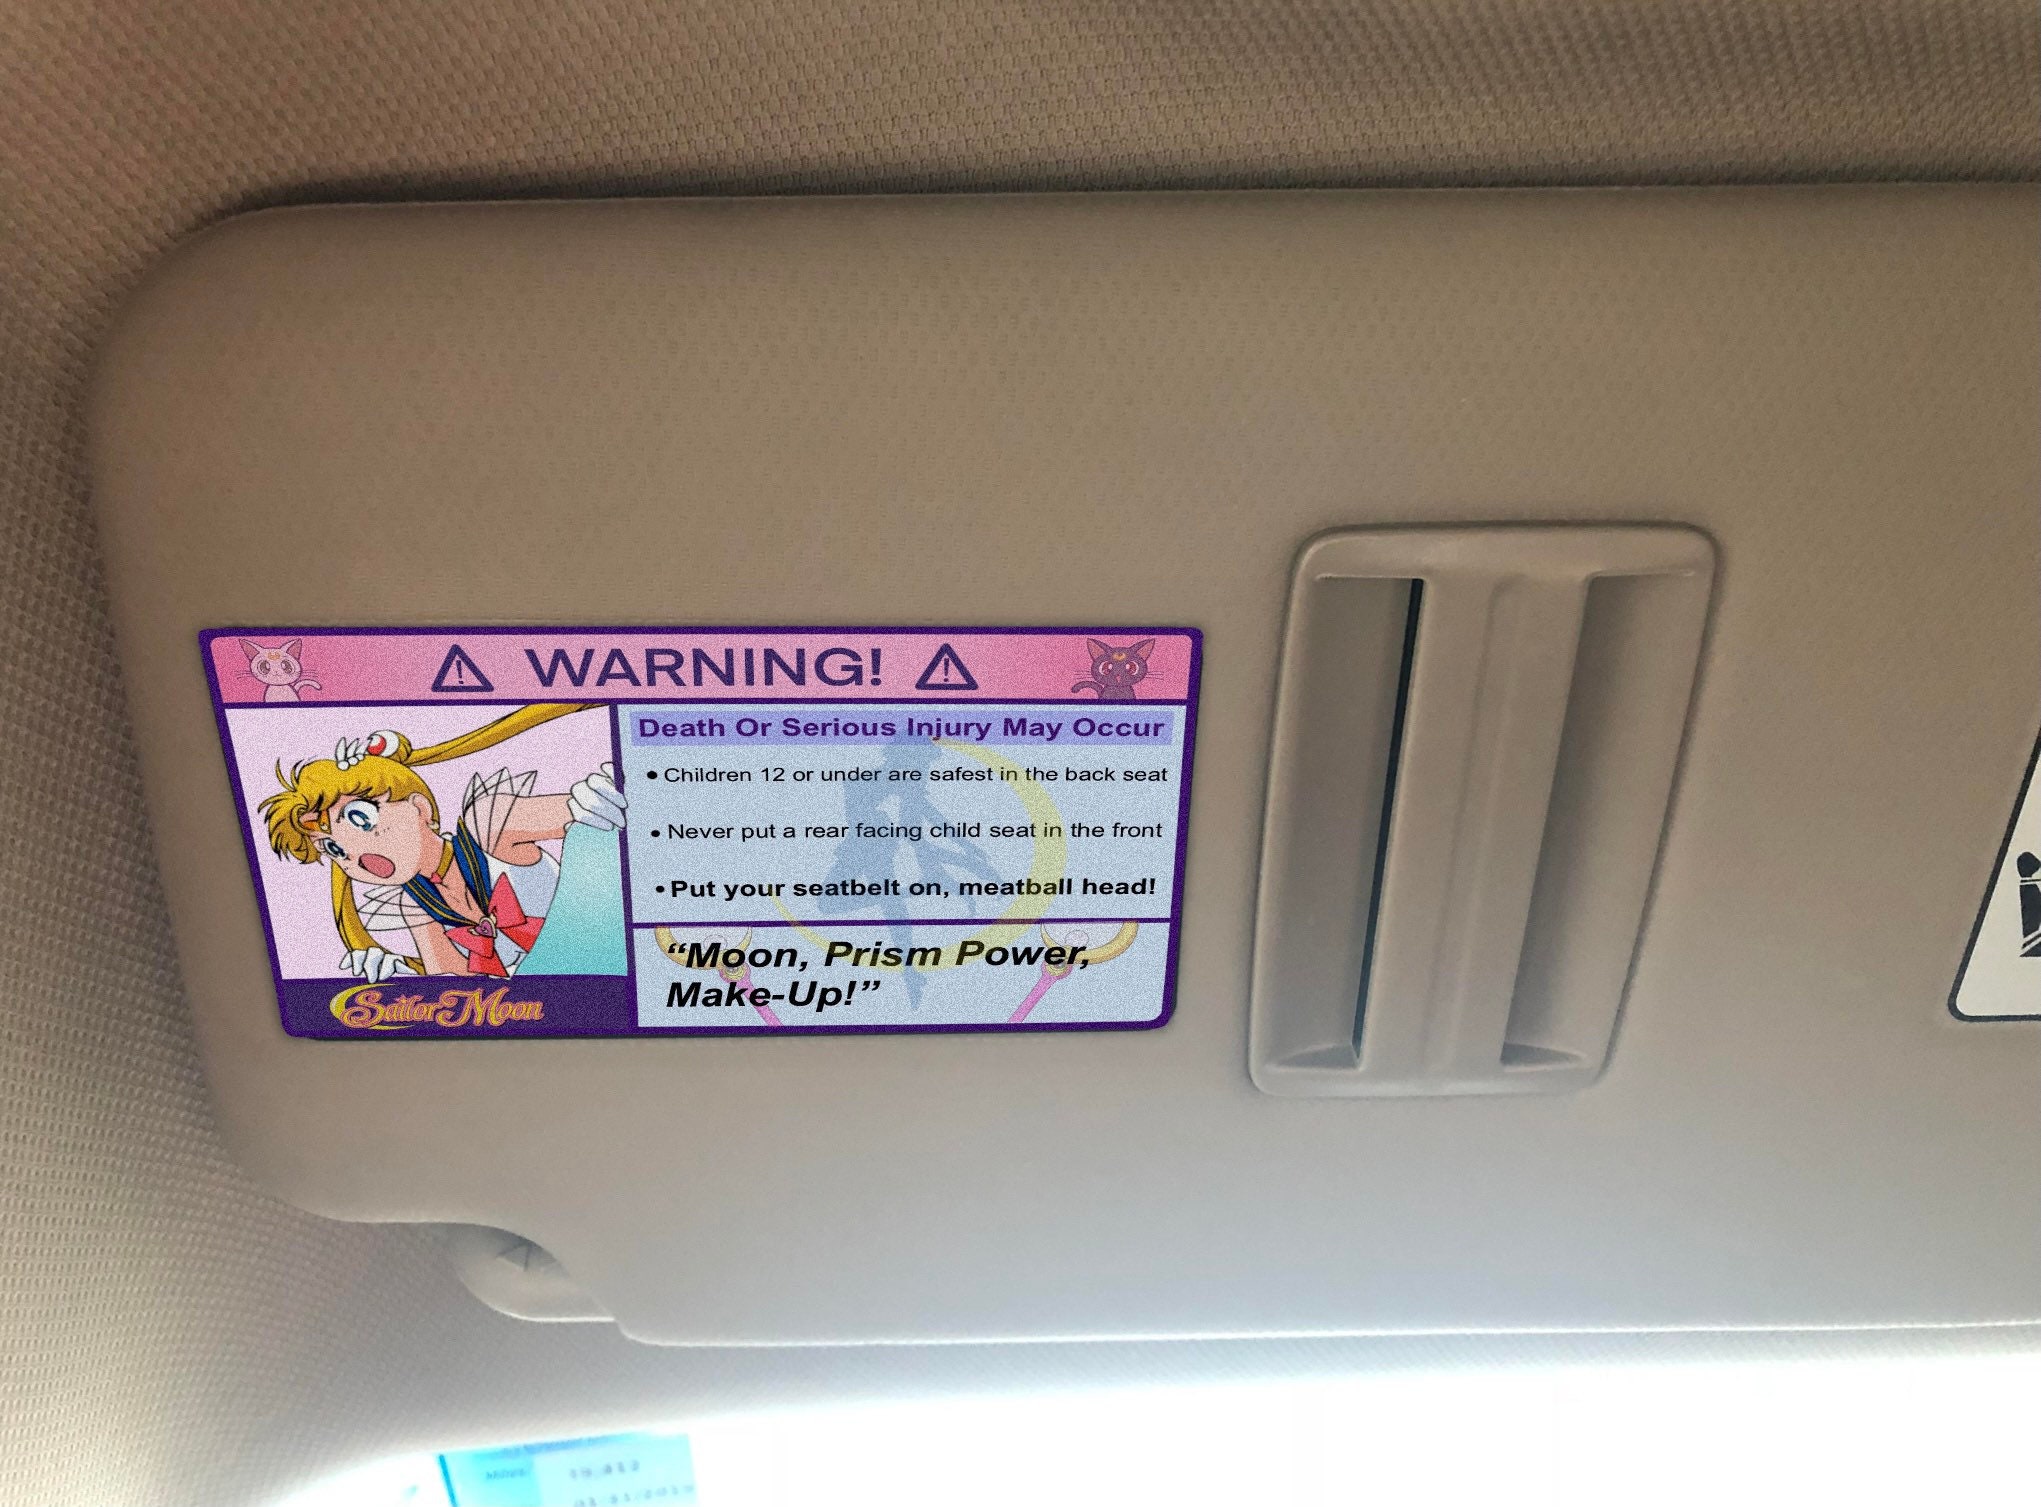 WARNING!
Death Or Serious Injury May Occur
• Children 12 or under are safest in the back seat
• Never put a rear facing child seat in the front
• Put your seatbelt on, meatball head!
“Moon, Prism Power,
Make-Up!”
Sailor Moon